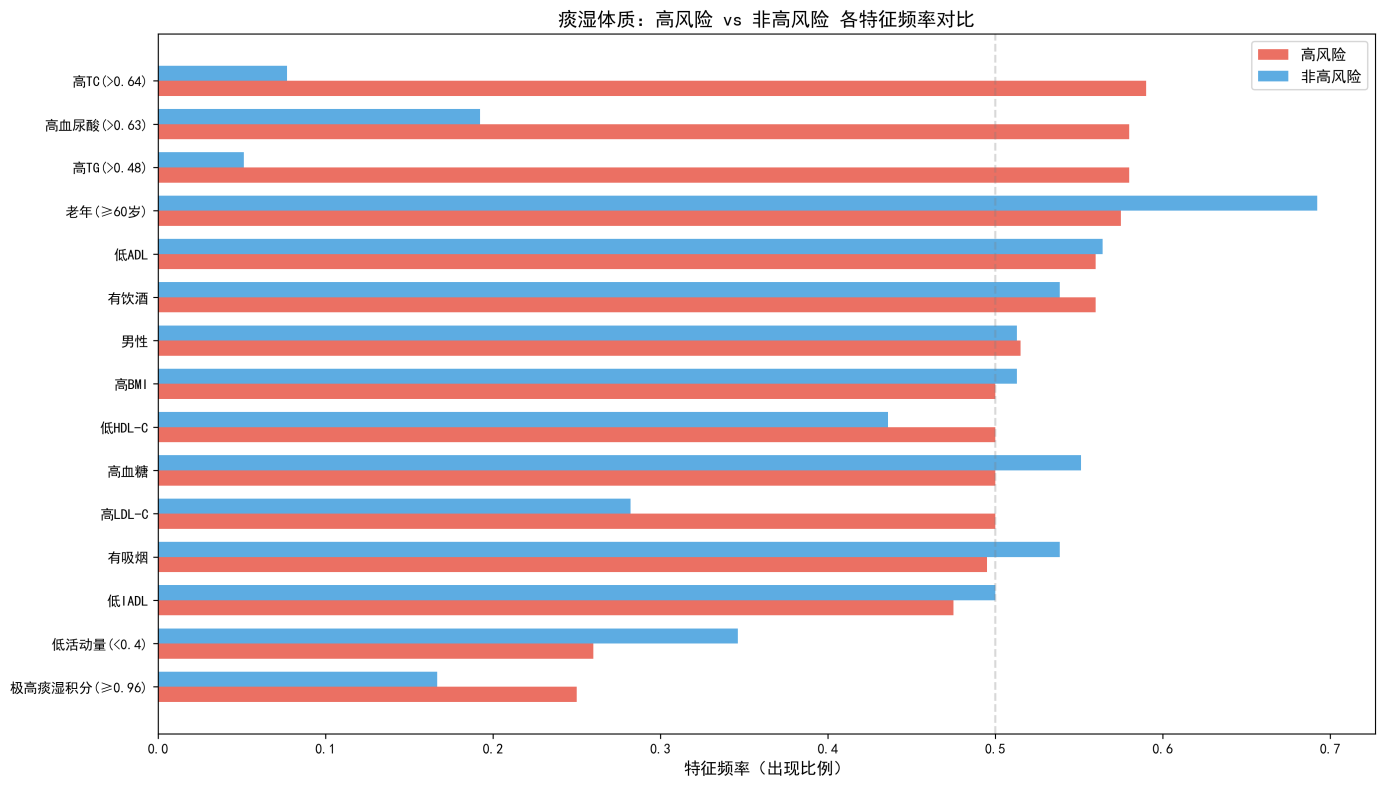 痰湿体质：高风险 vs 非高风险 各特征频率对比
高风险
非高风险
高TC(>0.64)
高血尿酸(>0.63)
高TG(>0.48)
老年(≥60岁)
低ADL
有饮酒
男性
高BMI
低HDL-C
高血糖
高LDL-C
有吸烟
低IADL
低活动量(<0.4)
极高痰湿积分(≥0.96)
0.0 0.1 0.2 0.3 0.4 0.5 0.6 0.7
特征频率（出现比例）